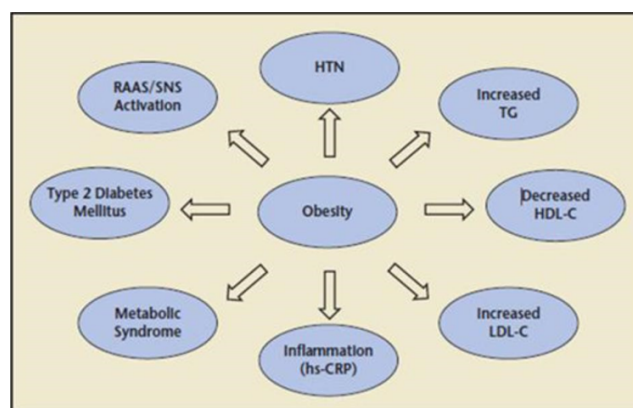 HTN
RAAS/SNS
Activation
Increased
TG
Type 2 Diabetes
Mellitus
Obesity
Decreased
HDL-C
Metabolic
Syndrome
Increased
LDL-C
Inflammation
(hs-CRP)